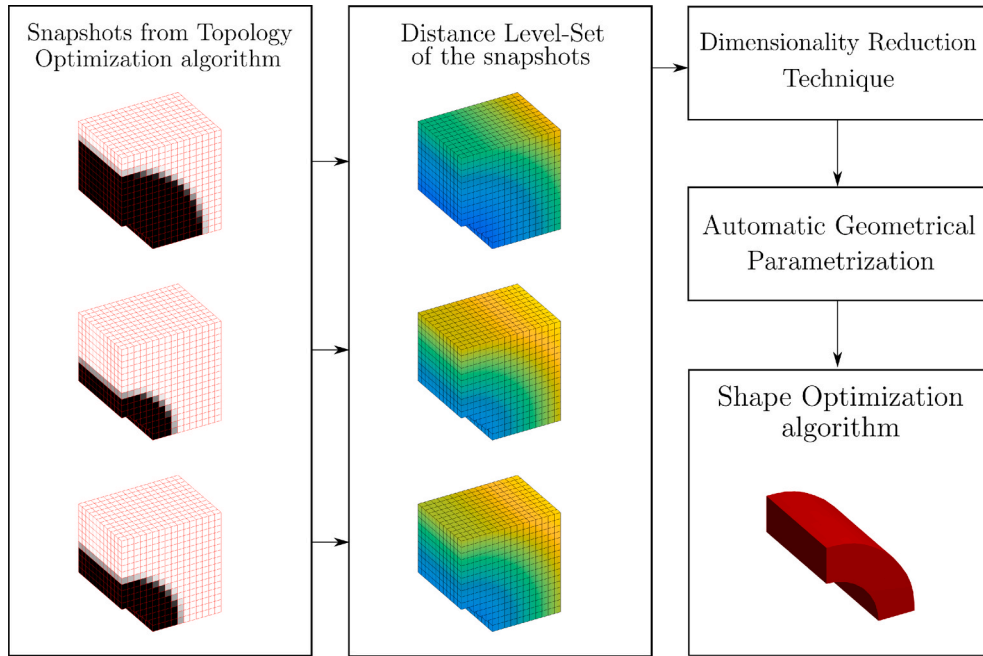 Snapshots from Topology
Optimization algorithm
Distance Level-Set
of the snapshots
Dimensionality Reduction
Technique
Automatic Geometrical
Parametrization
Shape Optimization
algorithm